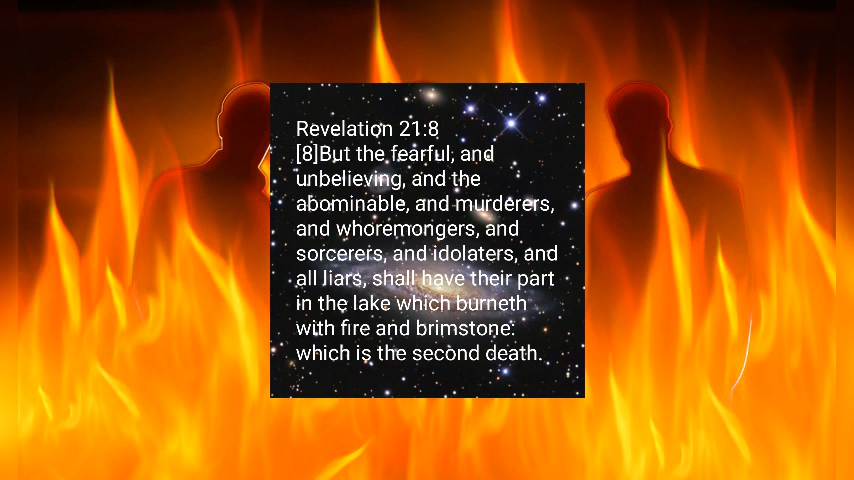 Revelation 21:8
[8]But the fearful, and
unbelieving, and the
abominable, and murderers,
and whoremongers, and
sorcerers, and idolaters, and
all liars, shall have their part
in the lake which burneth
with fire and brimstone:
which is the second death.